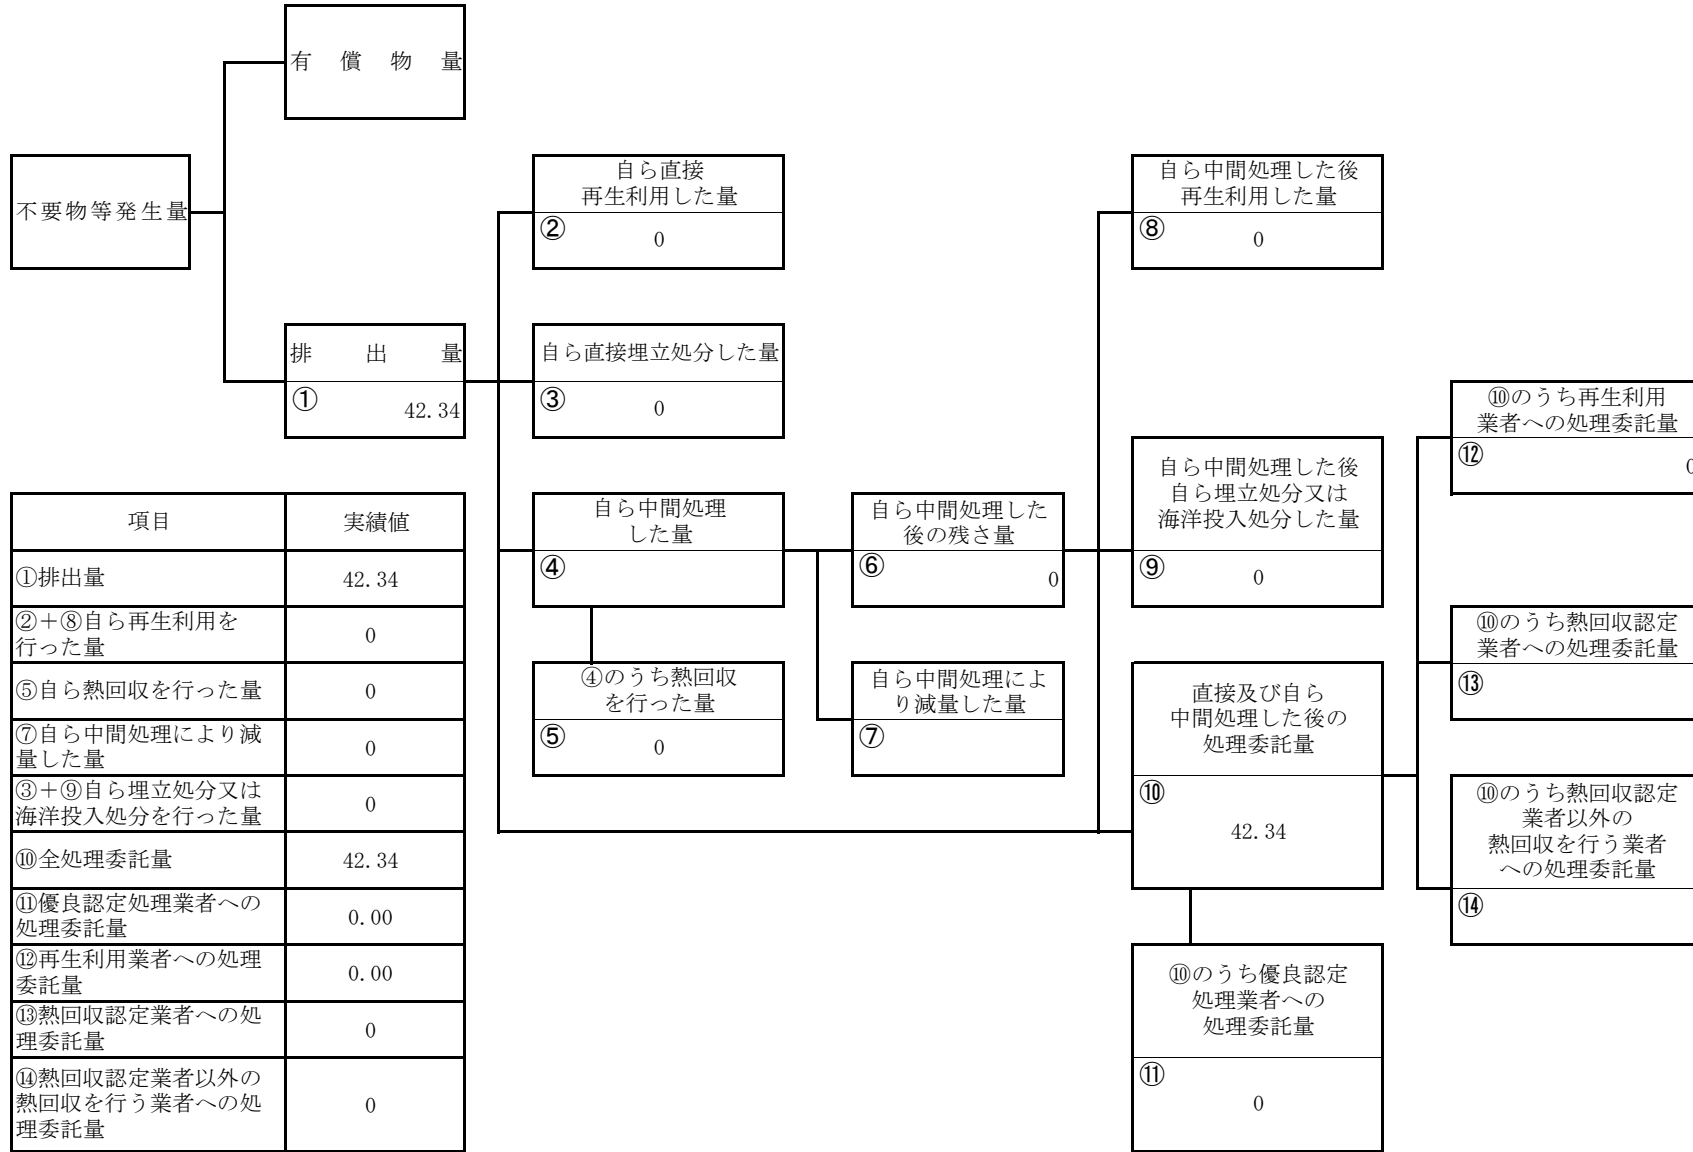 有償物量
不要物等発生量
排出量
① 42.34
自ら直接
再生利用した量
② 0
自ら直接埋立処分した量
③ 0
自ら中間処理
した量
④
④のうち熱回収
を行った量
⑤ 0
自ら中間処理した
後の残さ量
⑥ 0
自ら中間処理によ
り減量した量
⑦
自ら中間処理した後
再生利用した量
⑧ 0
自ら中間処理した後
自ら埋立処分又は
海洋投入処分した量
⑨ 0
直接及び自ら
中間処理した後の
処理委託量
⑩
42.34
⑩のうち優良認定
処理業者への
処理委託量
⑪
0
⑩のうち再生利用
業者への処理委託量
⑫ 0
⑩のうち熱回収認定
業者への処理委託量
⑬
⑩のうち熱回収認定
業者以外の
熱回収を行う業者
への処理委託量
⑭
項目 実績値
①排出量 42.34
②＋⑧自ら再生利用を
行った量 0
⑤自ら熱回収を行った量 0
⑦自ら中間処理により減
量した量 0
③＋⑨自ら埋立処分又は
海洋投入処分を行った量 0
⑩全処理委託量 42.34
⑪優良認定処理業者への
処理委託量 0.00
⑫再生利用業者への処理
委託量 0.00
⑬熱回収認定業者への処
理委託量 0
⑭熱回収認定業者以外の
熱回収を行う業者への処
理委託量 0